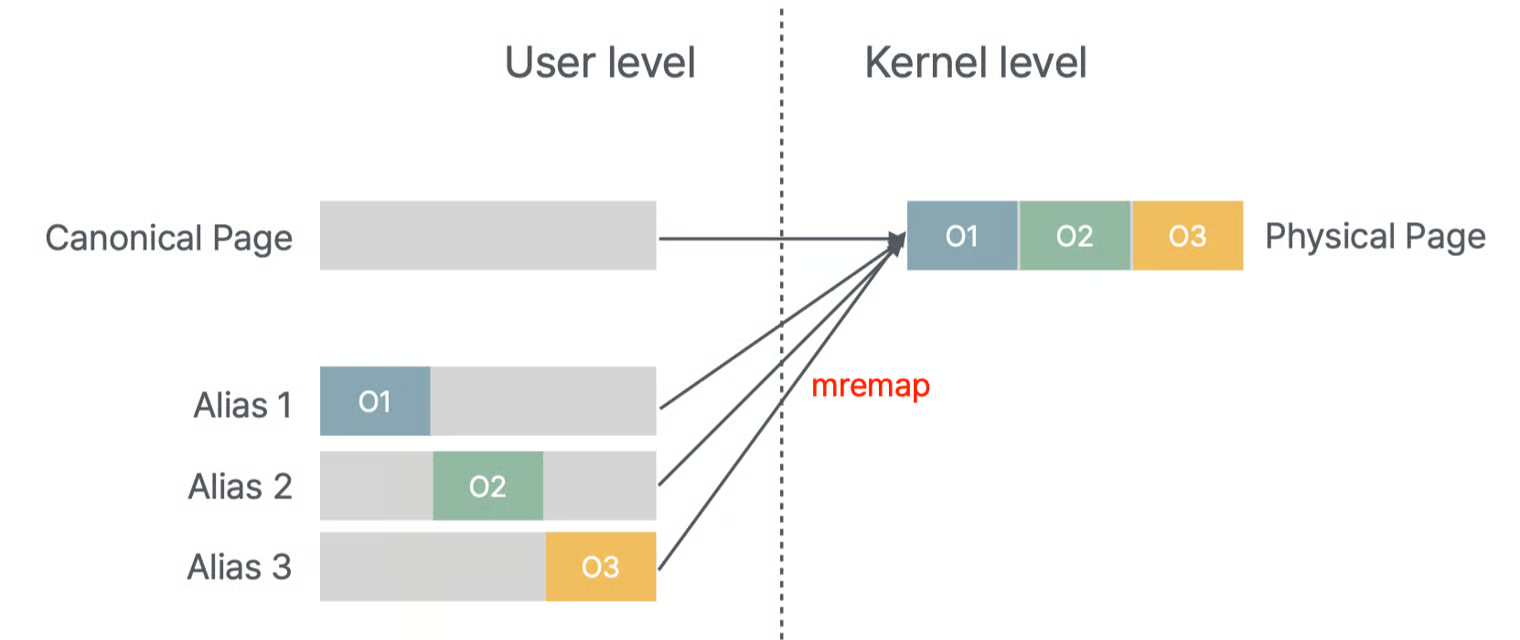 User level
Kernel level
Canonical Page
O1
O2
O3
Physical Page
mremap
Alias 1
O1
Alias 2
O2
Alias 3
O3